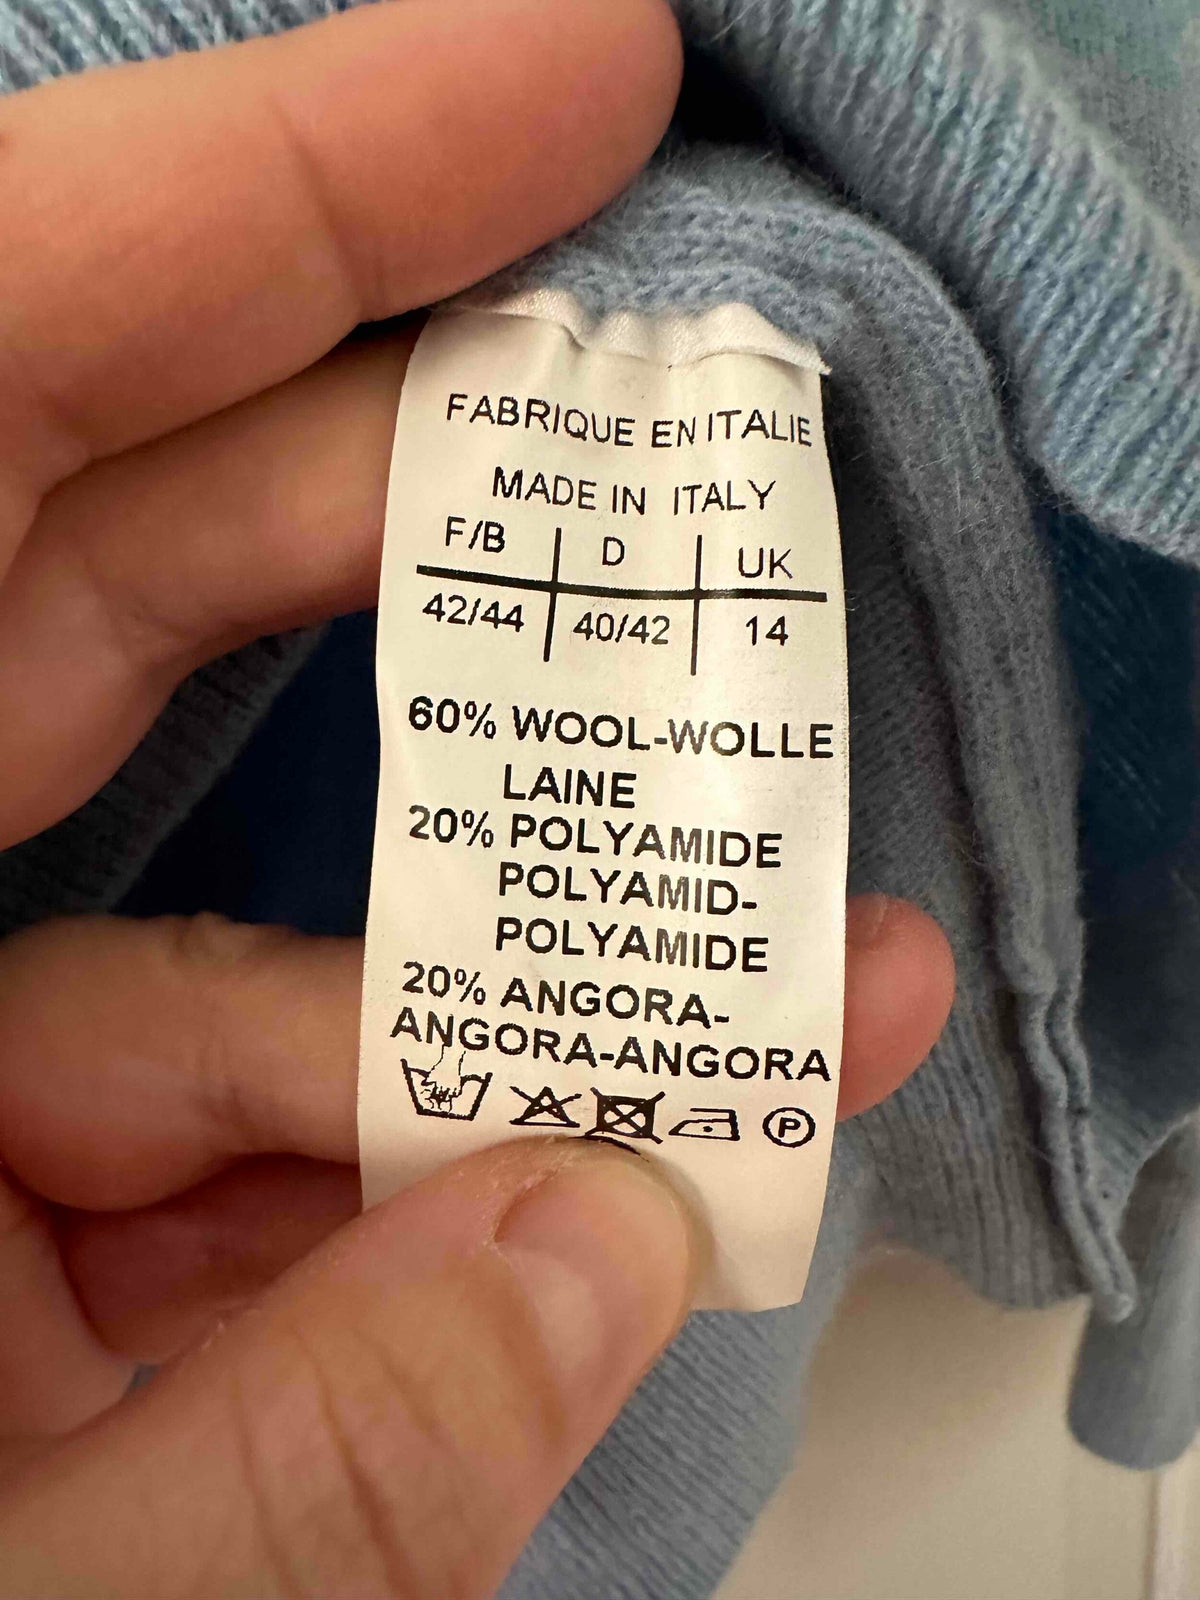 FABRIQUE EN ITALIE
MADE IN ITALY
F/B D UK
42/44 40/42 14
60% WOOL-WOLLE
LAINE
20% POLYAMIDE
POLYAMID-
POLYAMIDE
20% ANGORA-
ANGORA-ANGORA
P